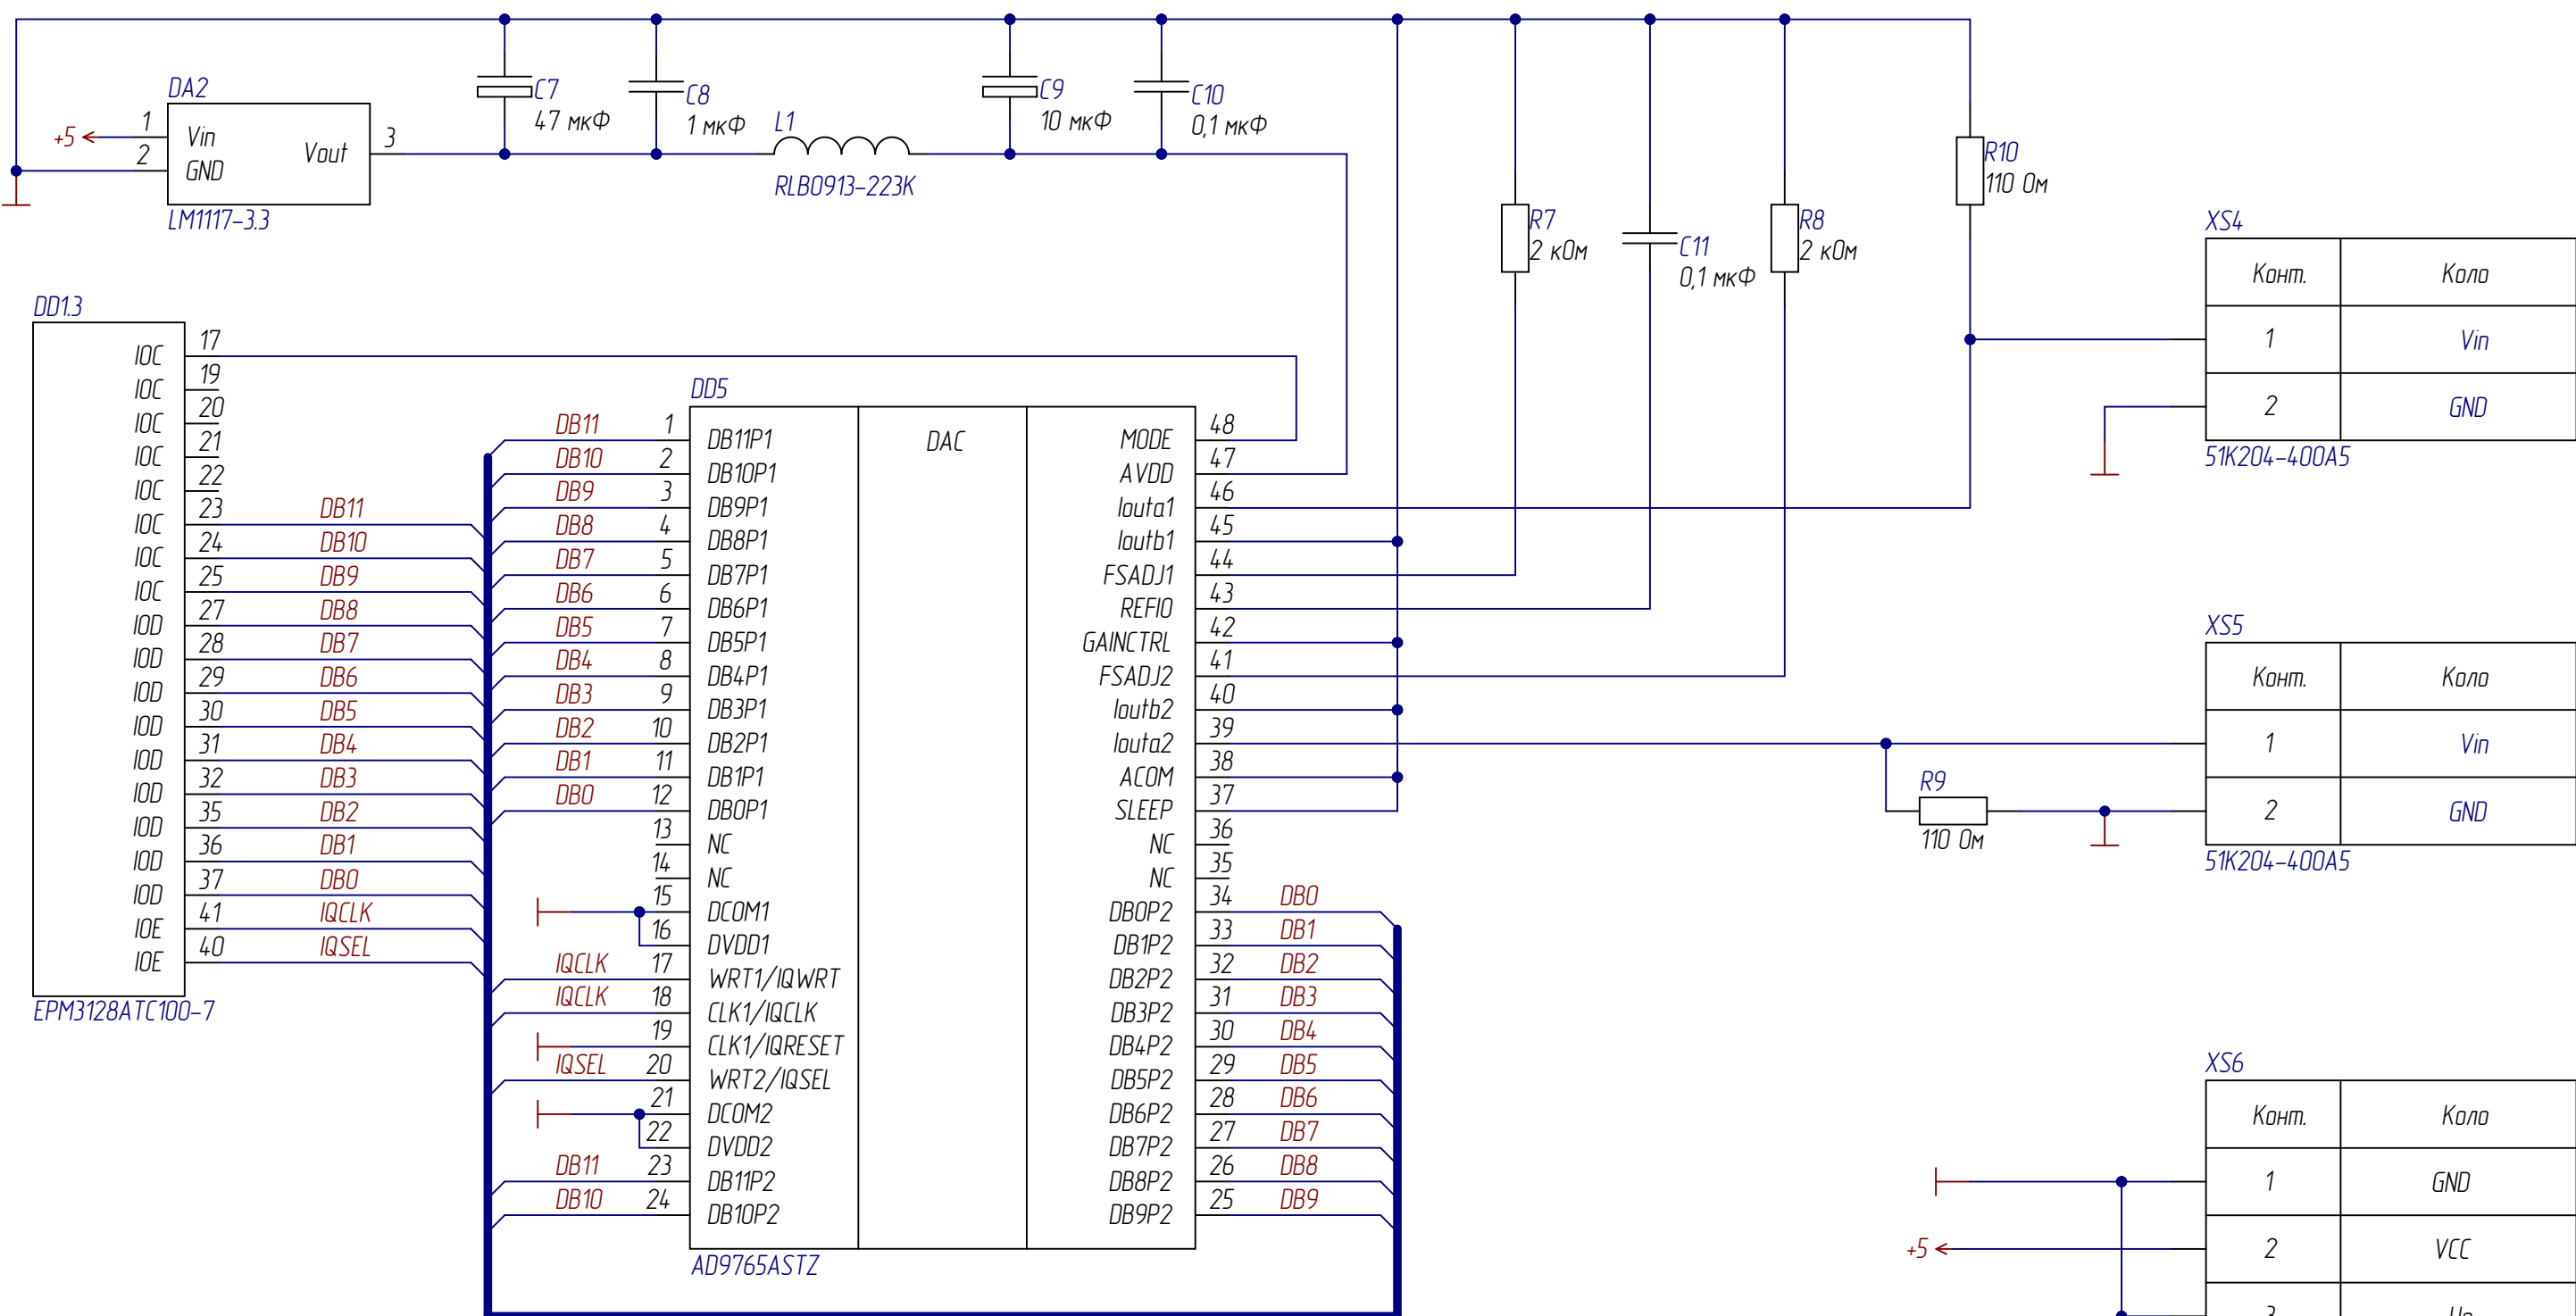 DA2
+5
1
Vin
2
GND
Vout
3
LM1117-3.3
C7
47 мкФ
C8
1 мкФ
L1
RLB0913-223K
C9
10 мкФ
C10
0,1 мкФ
R7
2 кОм
C11
0,1 мкФ
R8
2 кОм
R10
110 Ом
XS4
Конт.
Коло
1
Vin
2
GND
51K204-400A5
DD1.3
IOC 17
IOC 19
IOC 20
IOC 21
IOC 22
IOC 23 DB11
IOC 24 DB10
IOC 25 DB9
IOD 27 DB8
IOD 28 DB7
IOD 29 DB6
IOD 30 DB5
IOD 31 DB4
IOD 32 DB3
IOD 35 DB2
IOD 36 DB1
IOD 37 DB0
IOE 41 IQCLK
IOE 40 IQSEL
EPM3128ATC100-7
DD5
DAC
DB11 1 DB11P1
DB10 2 DB10P1
DB9 3 DB9P1
DB8 4 DB8P1
DB7 5 DB7P1
DB6 6 DB6P1
DB5 7 DB5P1
DB4 8 DB4P1
DB3 9 DB3P1
DB2 10 DB2P1
DB1 11 DB1P1
DB0 12 DB0P1
13 NC
14 NC
15 DCOM1
16 DVDD1
IQCLK 17 WRT1/IQWRT
IQCLK 18 CLK1/IQCLK
19 CLK1/IQRESET
IQSEL 20 WRT2/IQSEL
21 DCOM2
22 DVDD2
DB11 23 DB11P2
DB10 24 DB10P2
MODE 48
AVDD 47
Iouta1 46
Ioutb1 45
FSADJ1 44
REFIO 43
GAINCTRL 42
FSADJ2 41
Ioutb2 40
Iouta2 39
ACOM 38
SLEEP 37
NC 36
NC 35
DB0P2 34 DB0
DB1P2 33 DB1
DB2P2 32 DB2
DB3P2 31 DB3
DB4P2 30 DB4
DB5P2 29 DB5
DB6P2 28 DB6
DB7P2 27 DB7
DB8P2 26 DB8
DB9P2 25 DB9
AD9765ASTZ
R9
110 Ом
XS5
Конт.
Коло
1
Vin
2
GND
51K204-400A5
XS6
Конт.
Коло
1
GND
+5
2
VCC